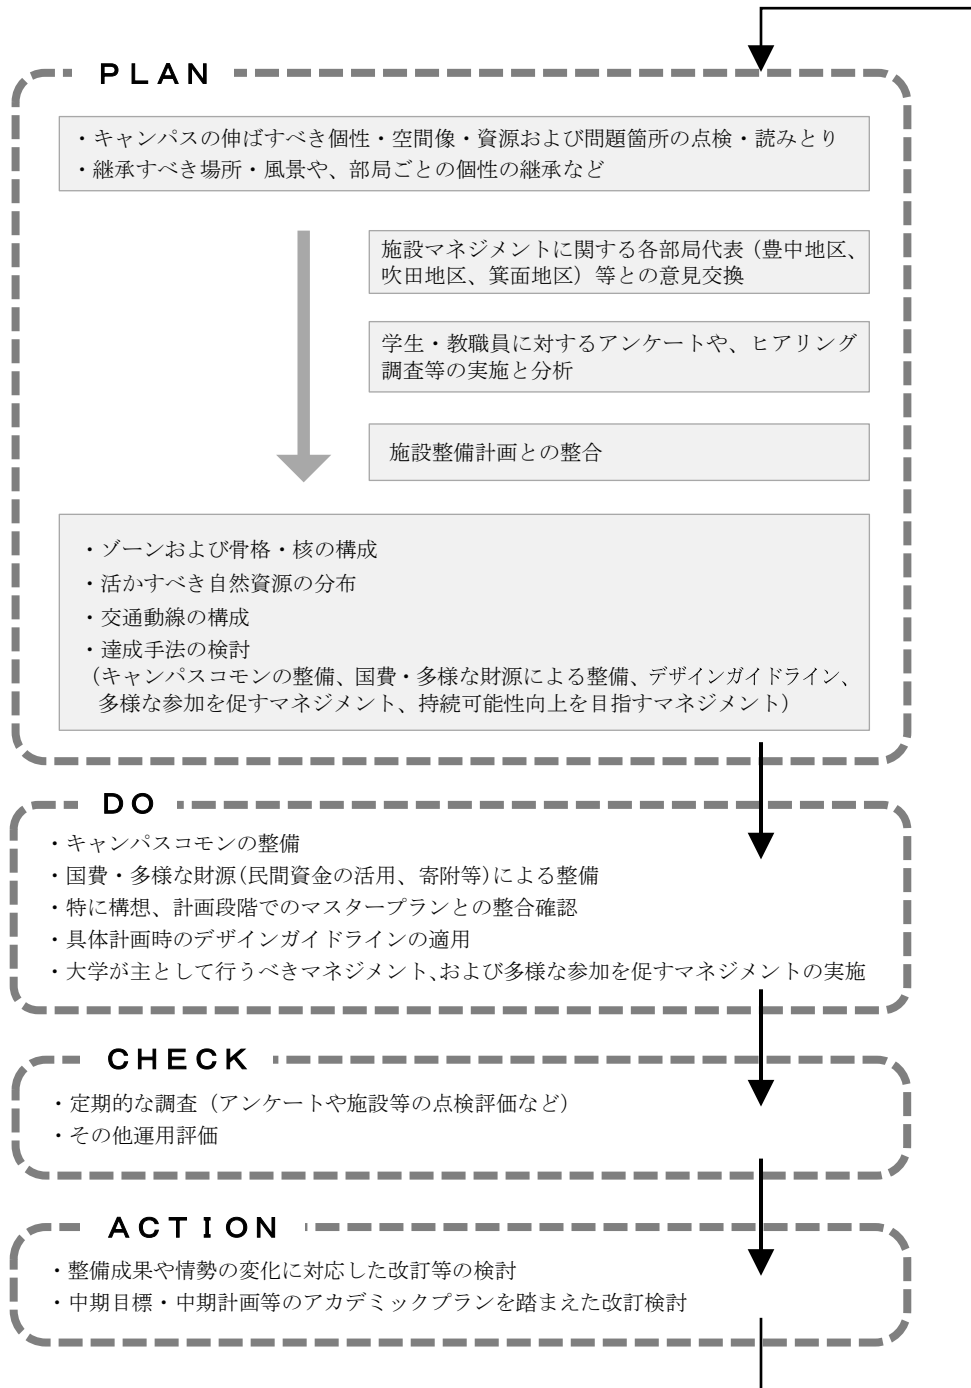 PLAN
・キャンパスの伸ばすべき個性・空間像・資源および問題箇所の点検・読みとり
・継承すべき場所・風景や、部局ごとの個性の継承など
施設マネジメントに関する各部局代表（豊中地区、
吹田地区、箕面地区）等との意見交換
学生・教職員に対するアンケートや、ヒアリング
調査等の実施と分析
施設整備計画との整合
・ゾーンおよび骨格・核の構成
・活かすべき自然資源の分布
・交通動線の構成
・達成手法の検討
（キャンパスコモンの整備、国費・多様な財源による整備、デザインガイドライン、
多様な参加を促すマネジメント、持続可能性向上を目指すマネジメント）
DO
・キャンパスコモンの整備
・国費・多様な財源(民間資金の活用、寄附等)による整備
・特に構想、計画段階でのマスタープランとの整合確認
・具体計画時のデザインガイドラインの適用
・大学が主として行うべきマネジメント、および多様な参加を促すマネジメントの実施
CHECK
・定期的な調査（アンケートや施設等の点検評価など）
・その他運用評価
ACTION
・整備成果や情勢の変化に対応した改訂等の検討
・中期目標・中期計画等のアカデミックプランを踏まえた改訂検討